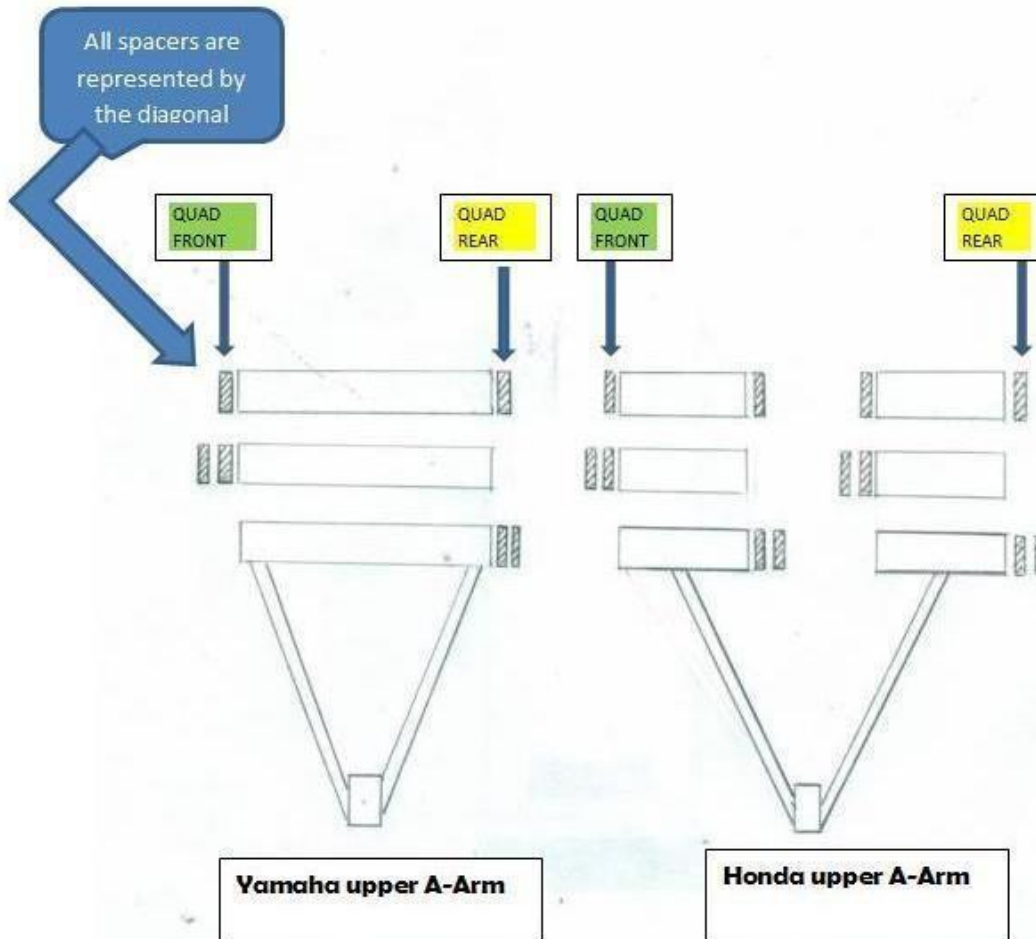 All spacers are
represented by
the diagonal
QUAD
FRONT
QUAD
REAR
QUAD
FRONT
QUAD
REAR
Yamaha upper A-Arm
Honda upper A-Arm